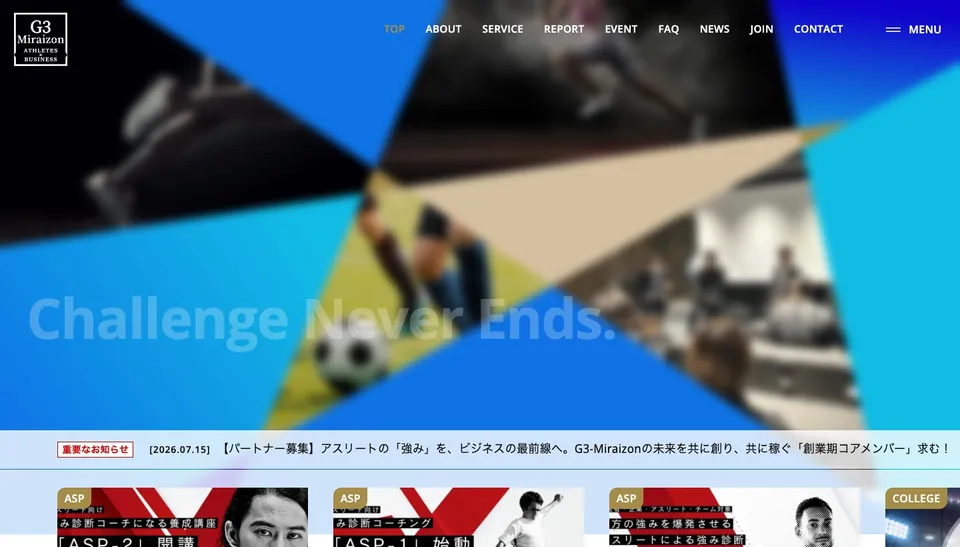 G3
Miraizon
ATHLETES
BUSINESS
TOP ABOUT SERVICE REPORT EVENT FAQ NEWS JOIN CONTACT MENU
Challenge Never Ends.
重要なお知らせ [2026.07.15] 【パートナー募集】アスリートの「強み」を、ビジネスの最前線へ。G3-Miraizonの未来を共に創り、共に稼ぐ「創業期コアメンバー」求む!
ASP ASP ASP COLLEGE
み診断コーチになる養成講座
「ASP-2」開講
み診断コーチング
「ASP-1」始動
方の強みを爆発させる
スリートによる強み診断